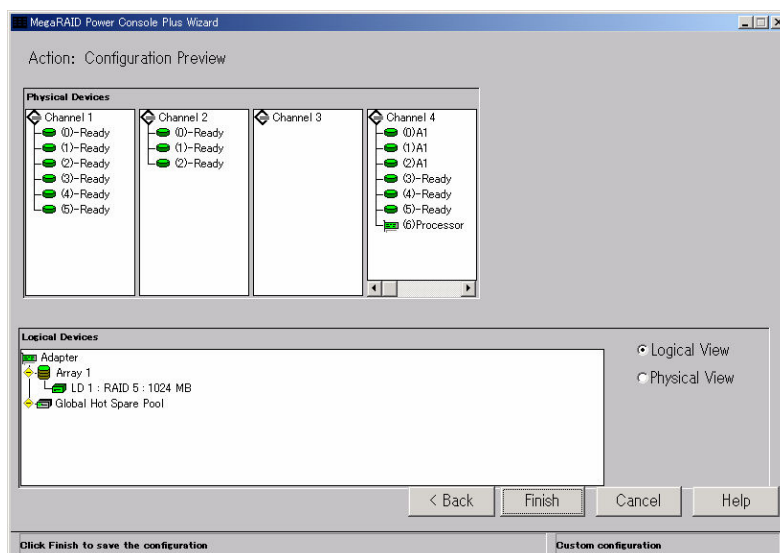 MegaRAID Power Console Plus Wizard
Action: Configuration Preview
Physical Devices
Channel 1
(0)-Ready
(1)-Ready
(2)-Ready
(3)-Ready
(4)-Ready
(5)-Ready
Channel 2
(0)-Ready
(1)-Ready
(2)-Ready
Channel 3
Channel 4
(0)A1
(1)A1
(2)A1
(3)-Ready
(4)-Ready
(5)-Ready
(6)Processor
Logical Devices
Adapter
Array 1
LD 1 : RAID 5 : 1024 MB
Global Hot Spare Pool
Logical View
Physical View
< Back
Finish
Cancel
Help
Click Finish to save the configuration
Custom configuration